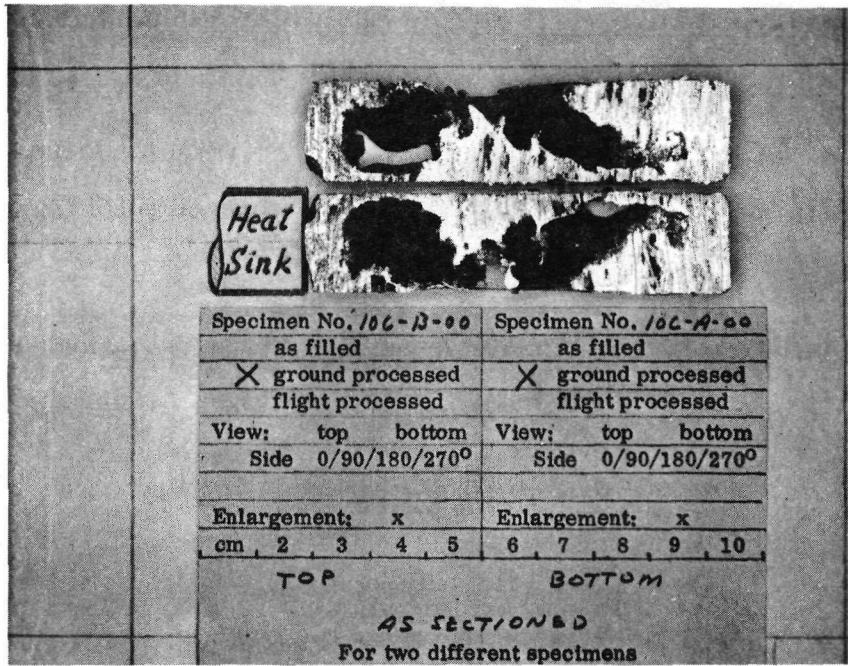 Heat
Sink
Specimen No. 10C-B-00 Specimen No. 10C-A-00
as filled as filled
X ground processed X ground processed
flight processed flight processed
View: top bottom View: top bottom
Side 0/90/180/270° Side 0/90/180/270°
Enlargement: x Enlargement: x
cm 2 3 4 5 6 7 8 9 10
TOP BOTTOM
AS SECTIONED
For two different specimens